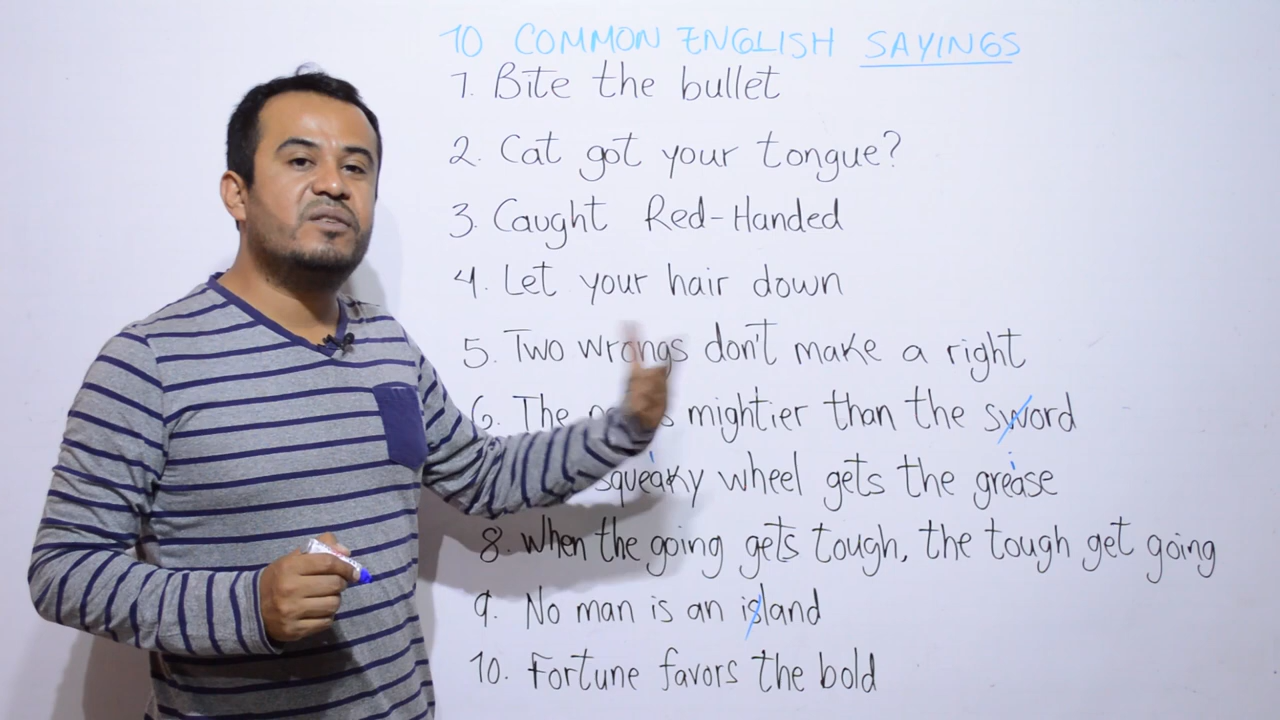 10 COMMON ENGLISH SAYINGS
1. Bite the bullet
2. Cat got your tongue?
3. Caught Red-Handed
4. Let your hair down
5. Two wrongs don't make a right
6. The mightier than the sword
squeaky wheel gets the grease
8. When the going gets tough, the tough get going
9. No man is an island
10. Fortune favors the bold